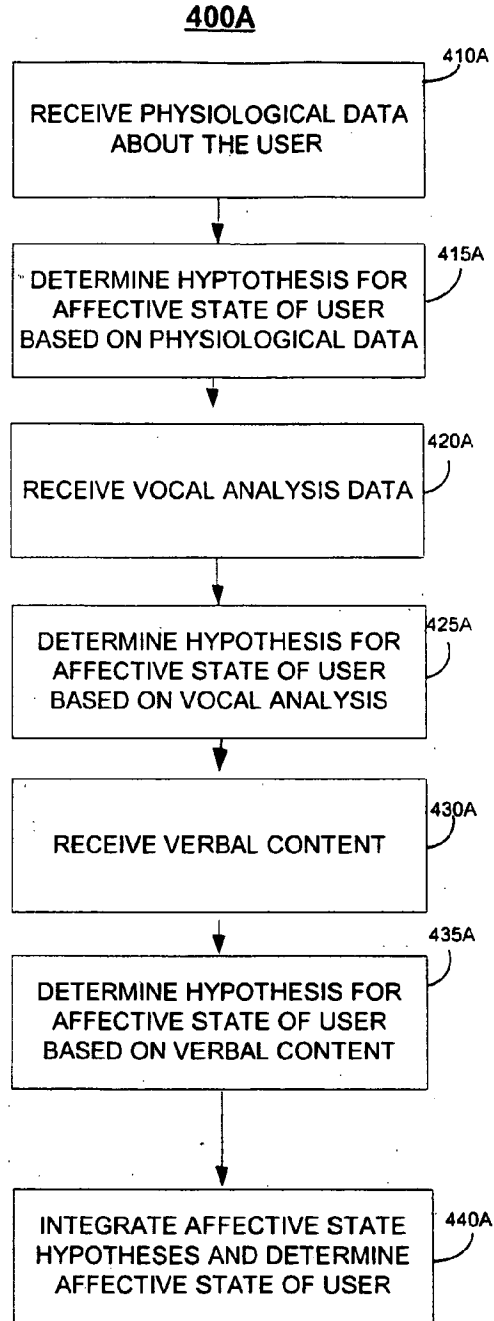 400A
410A
RECEIVE PHYSIOLOGICAL DATA
ABOUT THE USER
415A
DETERMINE HYPTOTHESIS FOR
AFFECTIVE STATE OF USER
BASED ON PHYSIOLOGICAL DATA
420A
RECEIVE VOCAL ANALYSIS DATA
425A
DETERMINE HYPOTHESIS FOR
AFFECTIVE STATE OF USER
BASED ON VOCAL ANALYSIS
430A
RECEIVE VERBAL CONTENT
435A
DETERMINE HYPOTHESIS FOR
AFFECTIVE STATE OF USER
BASED ON VERBAL CONTENT
440A
INTEGRATE AFFECTIVE STATE
HYPOTHESES AND DETERMINE
AFFECTIVE STATE OF USER